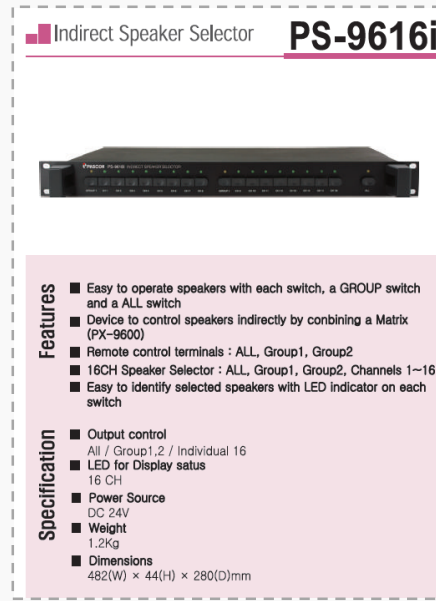 Indirect Speaker Selector
PS-9616i
Features
Easy to operate speakers with each switch, a GROUP switch
and a ALL switch
Device to control speakers indirectly by conbining a Matrix
(PX-9600)
Remote control terminals : ALL, Group1, Group2
16CH Speaker Selector : ALL, Group1, Group2, Channels 1~16
Easy to identify selected speakers with LED indicator on each
switch
Specification
Output control
All / Group1,2 / Individual 16
LED for Display satus
16 CH
Power Source
DC 24V
Weight
1.2Kg
Dimensions
482(W) × 44(H) × 280(D)mm